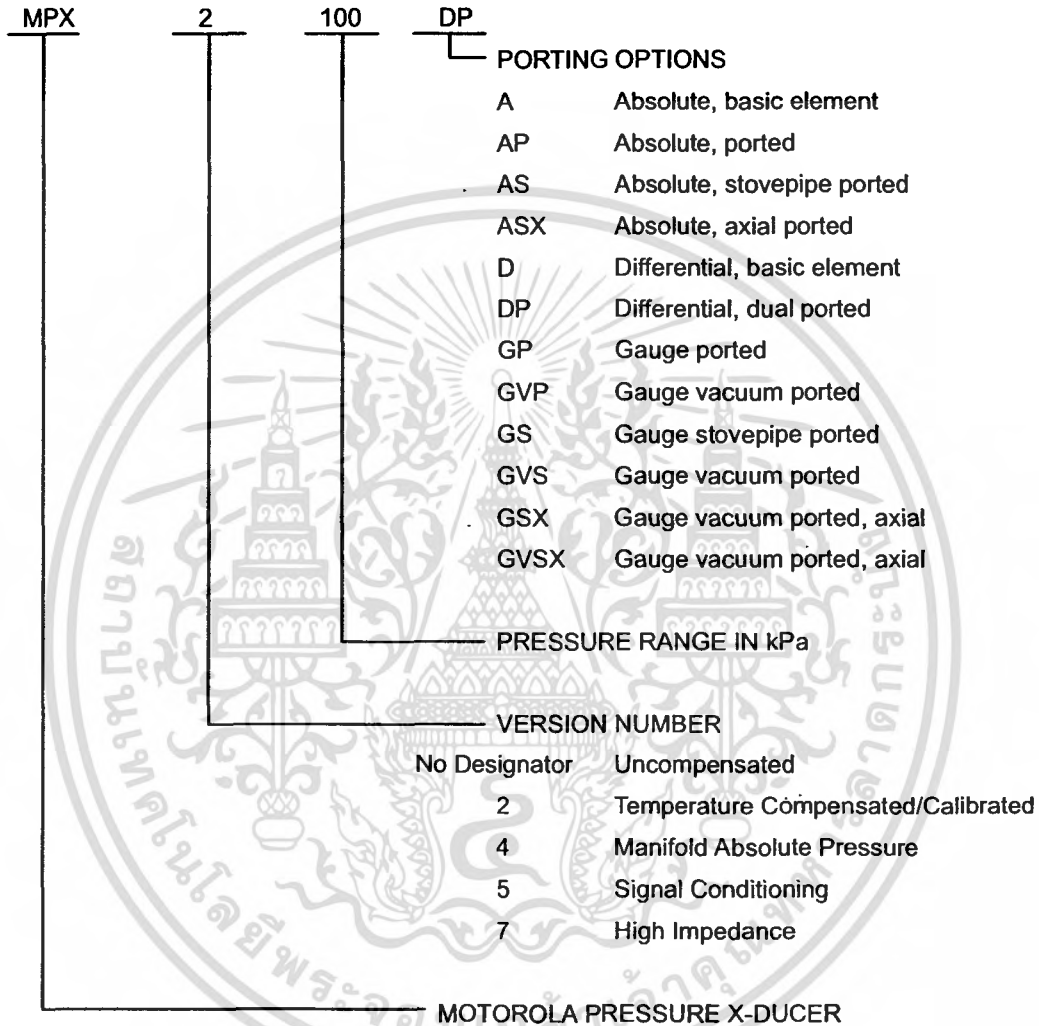 MPX 2 100 DP
PORTING OPTIONS
A Absolute, basic element
AP Absolute, ported
AS Absolute, stovepipe ported
ASX Absolute, axial ported
D Differential, basic element
DP Differential, dual ported
GP Gauge ported
GVP Gauge vacuum ported
GS Gauge stovepipe ported
GVS Gauge vacuum ported
GSX Gauge vacuum ported, axial
GVSX Gauge vacuum ported, axial
PRESSURE RANGE IN kPa
VERSION NUMBER
No Designator Uncompensated
2 Temperature Compensated/Calibrated
4 Manifold Absolute Pressure
5 Signal Conditioning
7 High Impedance
MOTOROLA PRESSURE X-DUCER